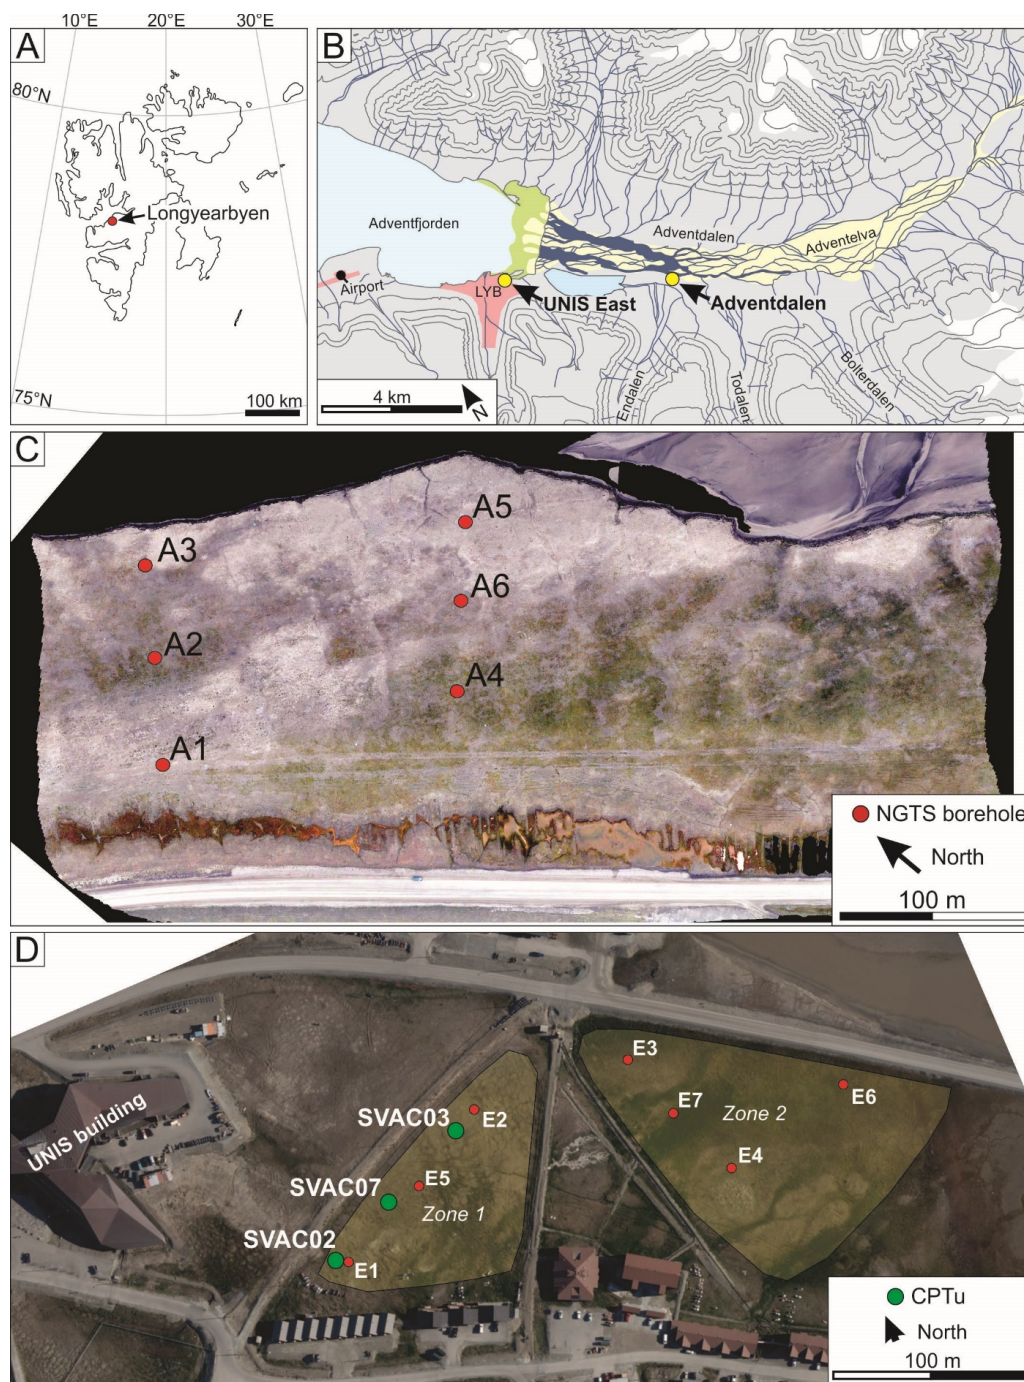 A
10°E
20°E
30°E
80°N
Longyearbyen
75°N
100 km
B
Adventfjorden
Adventdalen
Adventelva
Airport
LYB
UNIS East
Adventdalen
Endalen
Todalen
Bolterdalen
4 km
N
C
A5
A3
A6
A2
A4
A1
NGTS borehole
North
100 m
D
E3
UNIS building
SVAC03
E2
E7
Zone 2
E6
E4
SVAC07
E5
Zone 1
SVAC02
E1
CPTu
North
100 m